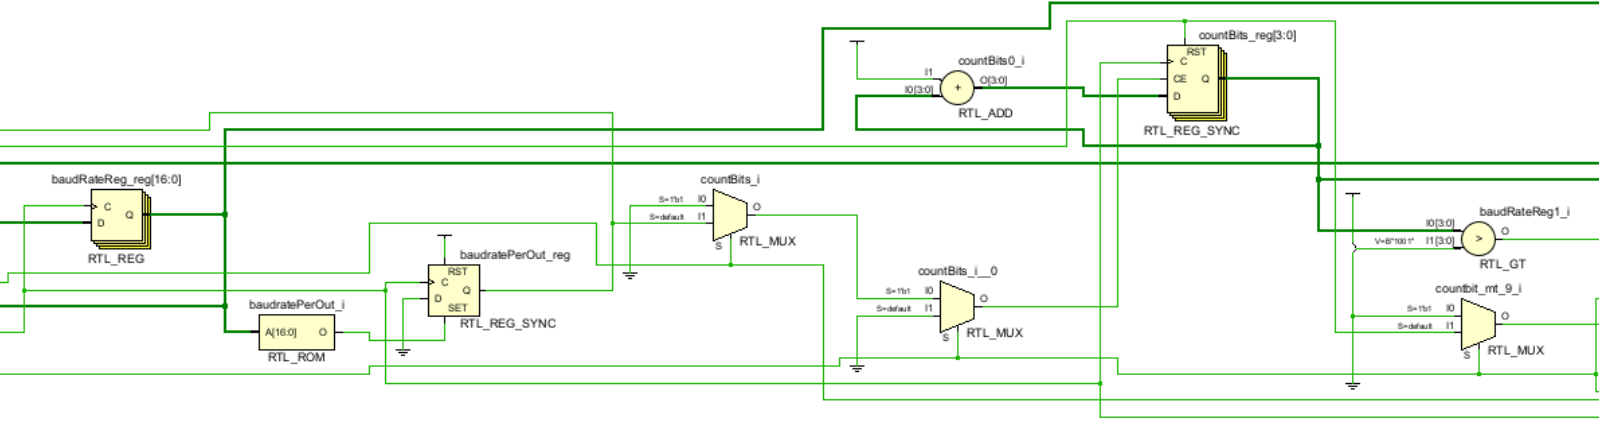 countBits_reg[3:0]
RST
C
CE Q
D
RTL_REG_SYNC
countBits0_i
I1
I0[3:0]
+
O[3:0]
RTL_ADD
baudRateReg_reg[16:0]
C
Q
D
RTL_REG
countBits_i
S=1'b1 I0
S=default I1
O
S
RTL_MUX
baudRateReg1_i
I0[3:0]
V=B"1001" I1[3:0]
>
O
RTL_GT
baudratePerOut_reg
RST
C
Q
D
SET
RTL_REG_SYNC
baudratePerOut_i
A[16:0] O
RTL_ROM
countBits_i__0
S=1'b1 I0
S=default I1
O
S
RTL_MUX
countbit_mt_9_i
S=1'b1 I0
S=default I1
O
S
RTL_MUX